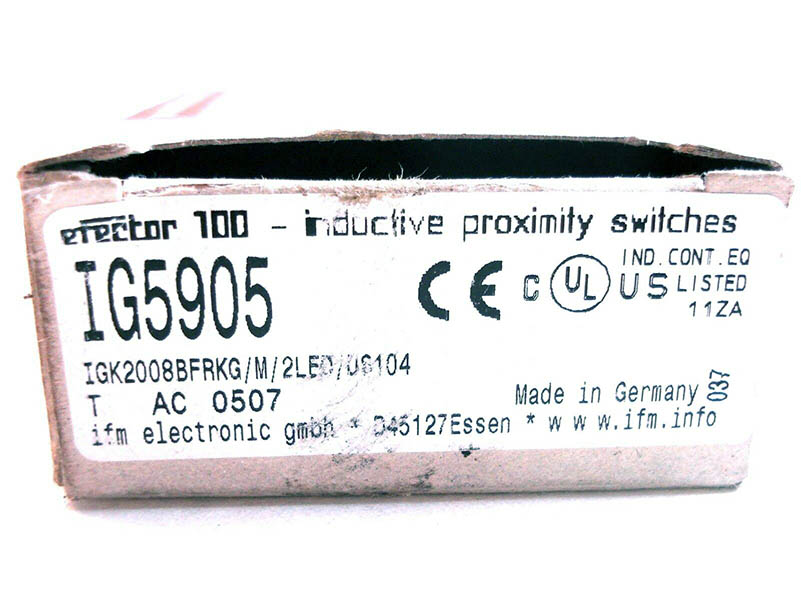 efector 100 - inductive proximity switches
IG5905
CE C UL US
IND.CONT.EQ
LISTED
11ZA
IGK2008BFRKG/M/2LED/US104
T AC 0507
Made in Germany
037
ifm electronic gmbh * D45127Essen * www.ifm.info